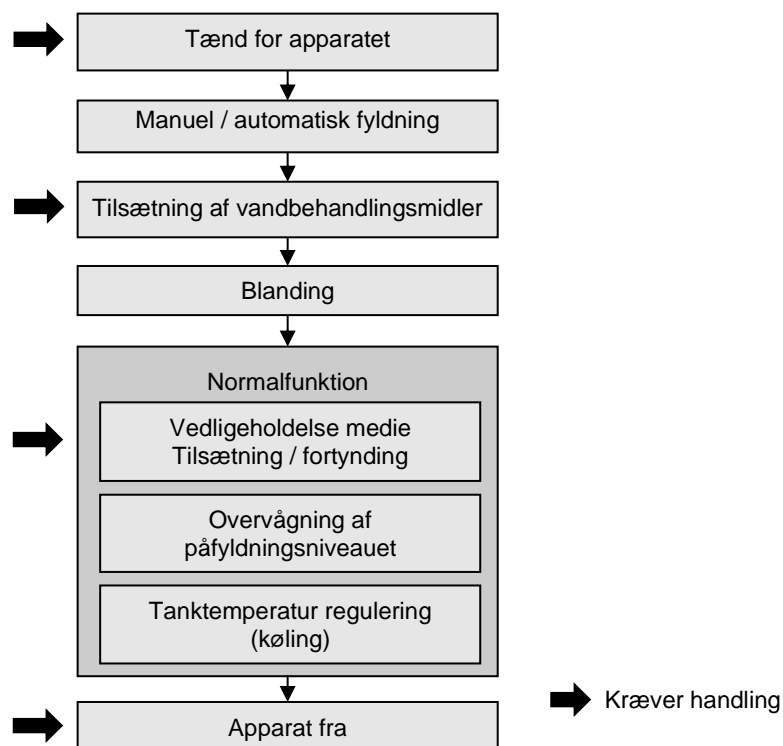 Tænd for apparatet
Manuel / automatisk fyldning
Tilsætning af vandbehandlingsmidler
Blanding
Normalfunktion
Vedligeholdelse medie
Tilsætning / fortynding
Overvågning af
påfyldningsniveauet
Tanktemperatur regulering
(køling)
Kræver handling
Apparat fra